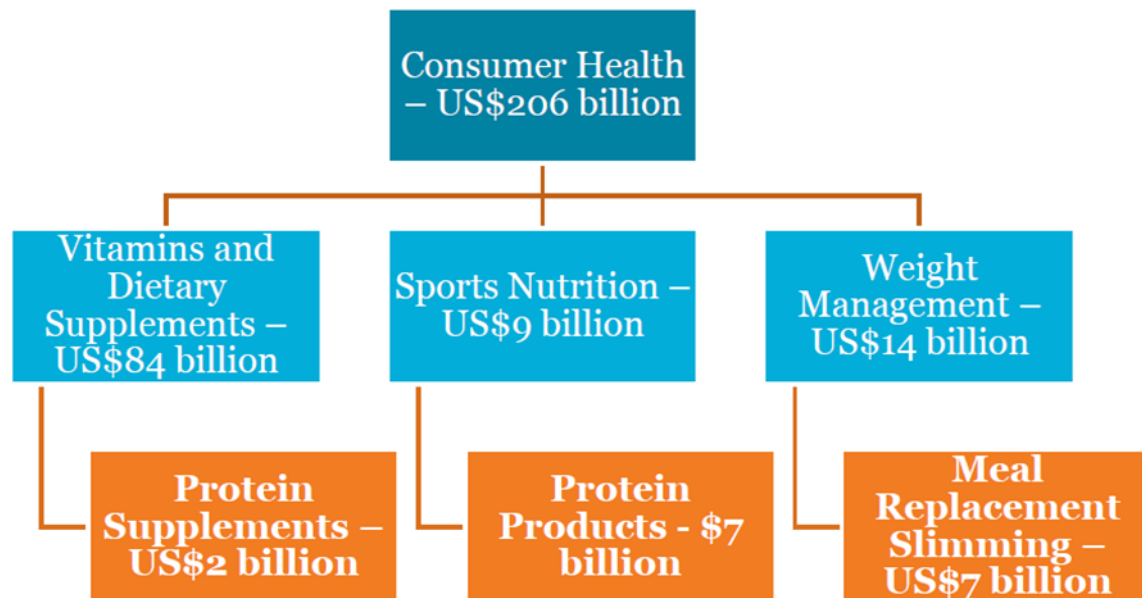 Consumer Health
– US$206 billion
Vitamins and
Dietary
Supplements –
US$84 billion
Sports Nutrition –
US$9 billion
Weight
Management –
US$14 billion
Protein
Supplements –
US$2 billion
Protein
Products - $7
billion
Meal
Replacement
Slimming –
US$7 billion